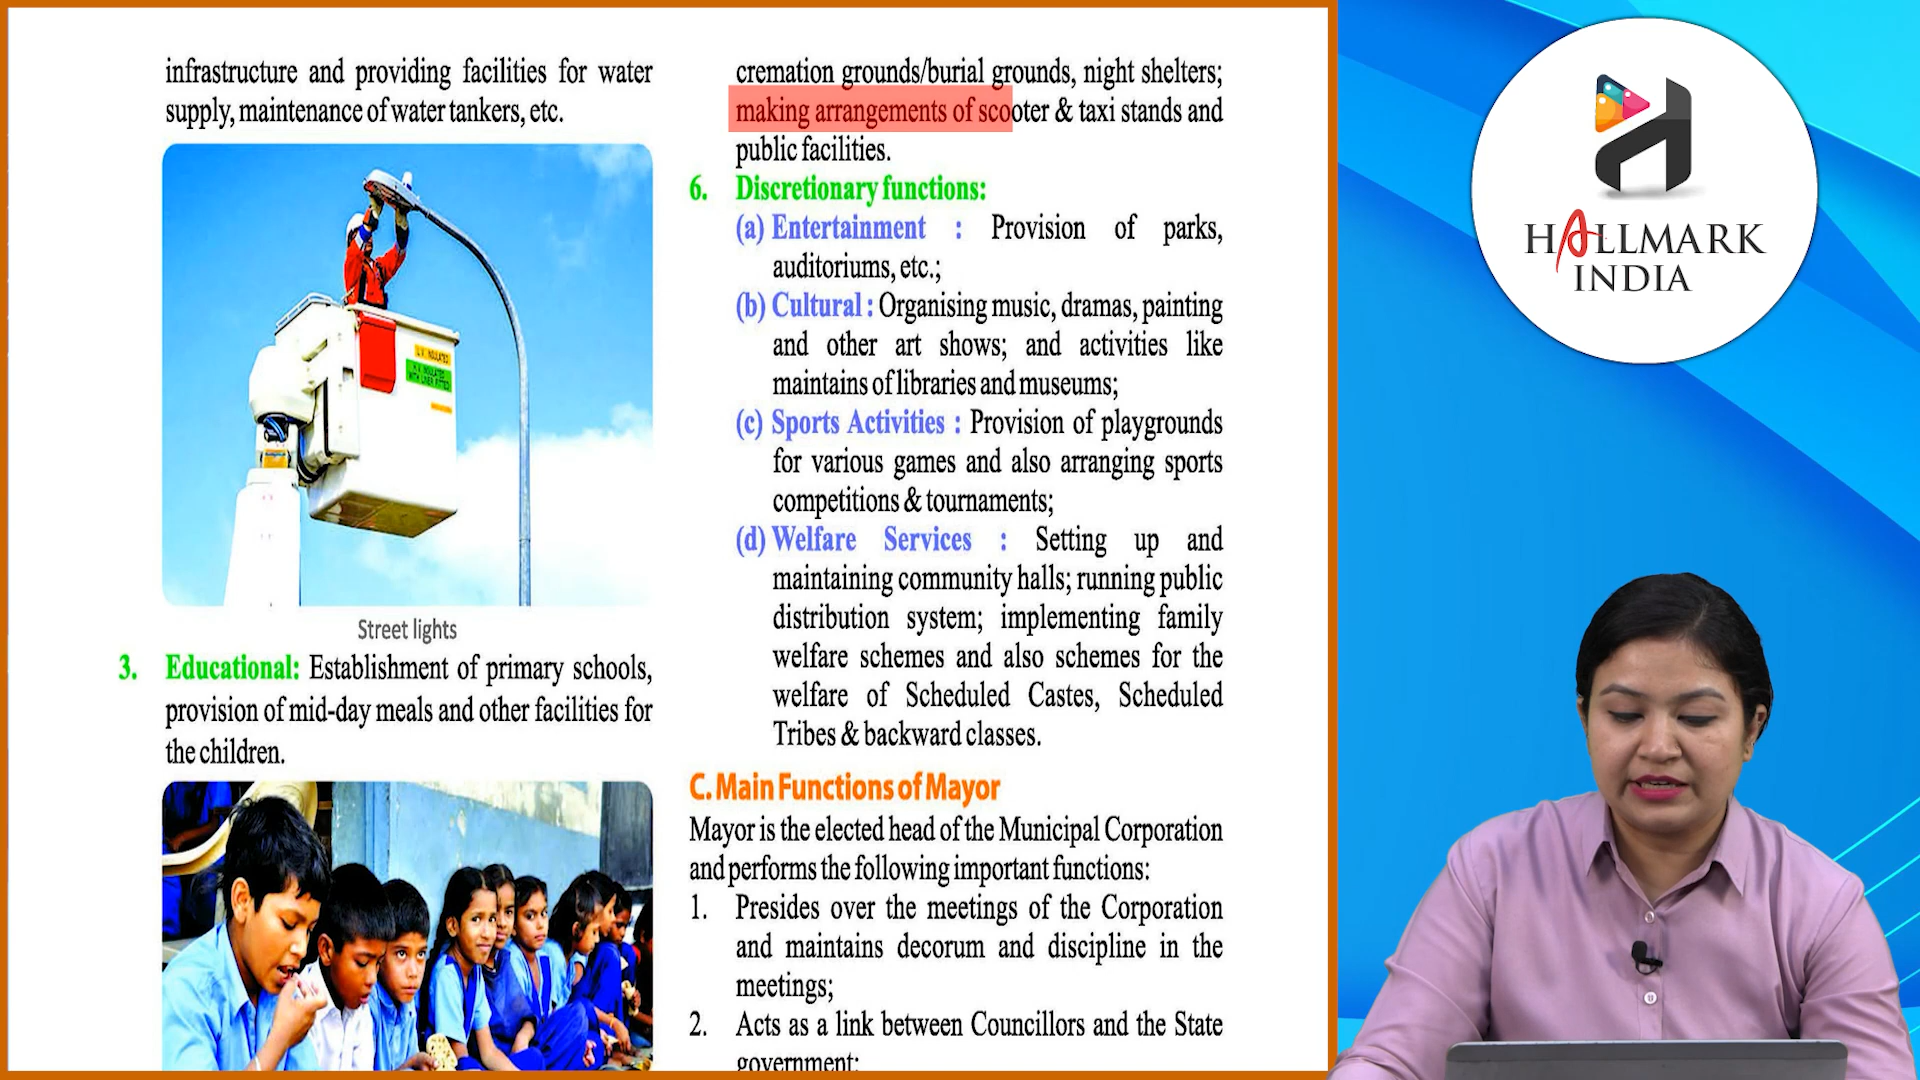 infrastructure and providing facilities for water
supply, maintenance of water tankers, etc.
Street lights
3. Educational: Establishment of primary schools,
provision of mid-day meals and other facilities for
the children.
cremation grounds/burial grounds, night shelters;
making arrangements of scooter & taxi stands and
public facilities.
6. Discretionary functions:
(a) Entertainment : Provision of parks,
auditoriums, etc.;
(b) Cultural : Organising music, dramas, painting
and other art shows; and activities like
maintains of libraries and museums;
(c) Sports Activities : Provision of playgrounds
for various games and also arranging sports
competitions & tournaments;
(d) Welfare Services : Setting up and
maintaining community halls; running public
distribution system; implementing family
welfare schemes and also schemes for the
welfare of Scheduled Castes, Scheduled
Tribes & backward classes.
C. Main Functions of Mayor
Mayor is the elected head of the Municipal Corporation
and performs the following important functions:
1. Presides over the meetings of the Corporation
and maintains decorum and discipline in the
meetings;
2. Acts as a link between Councillors and the State
government;
HALLMARK
INDIA